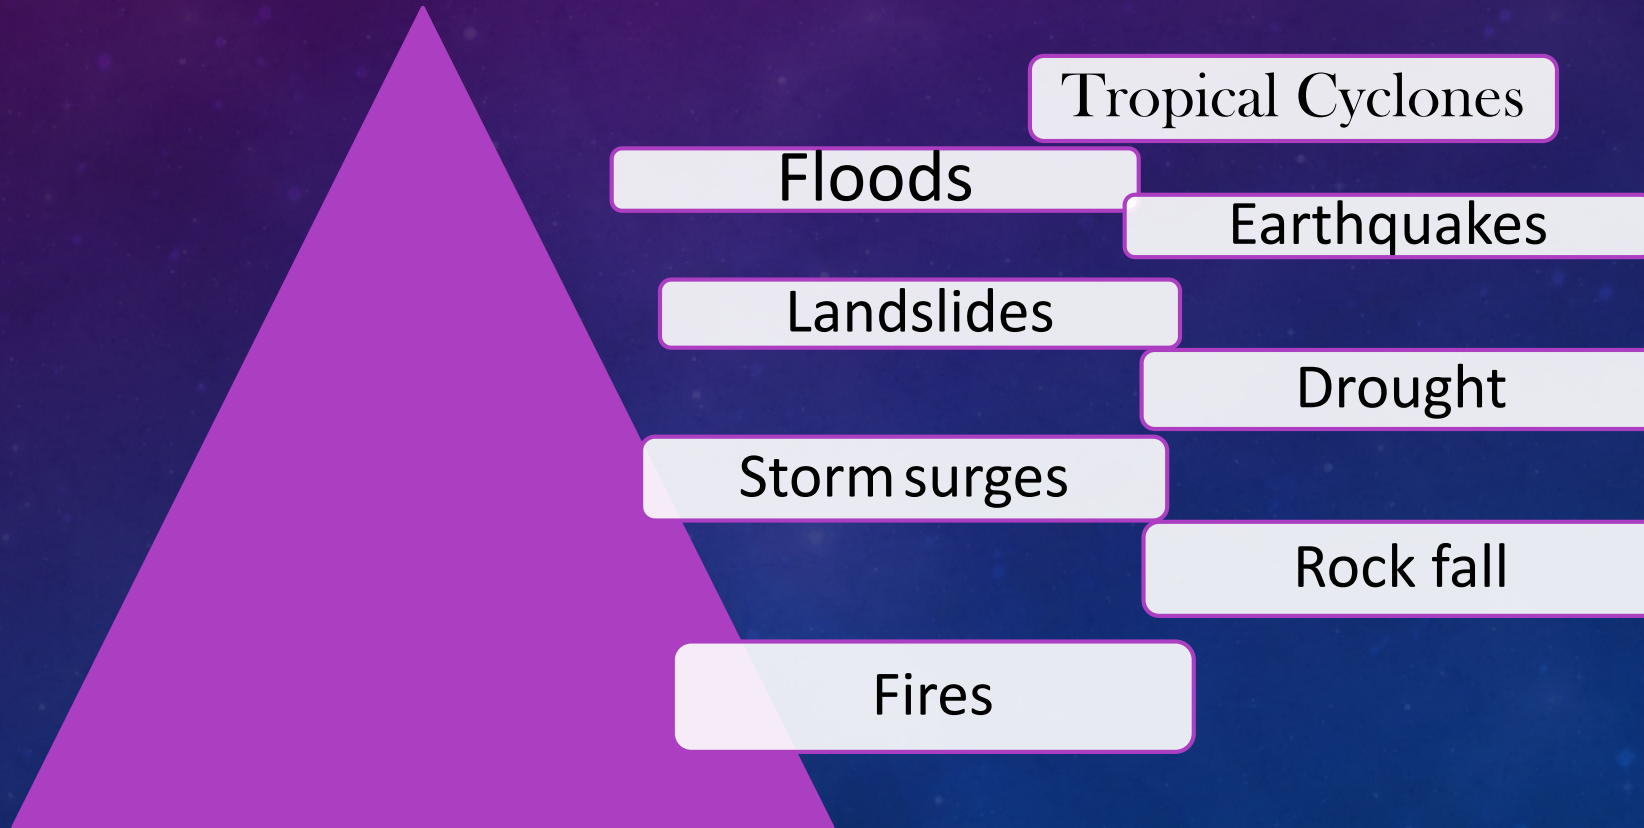 Tropical Cyclones
Floods
Earthquakes
Landslides
Drought
Storm surges
Rock fall
Fires